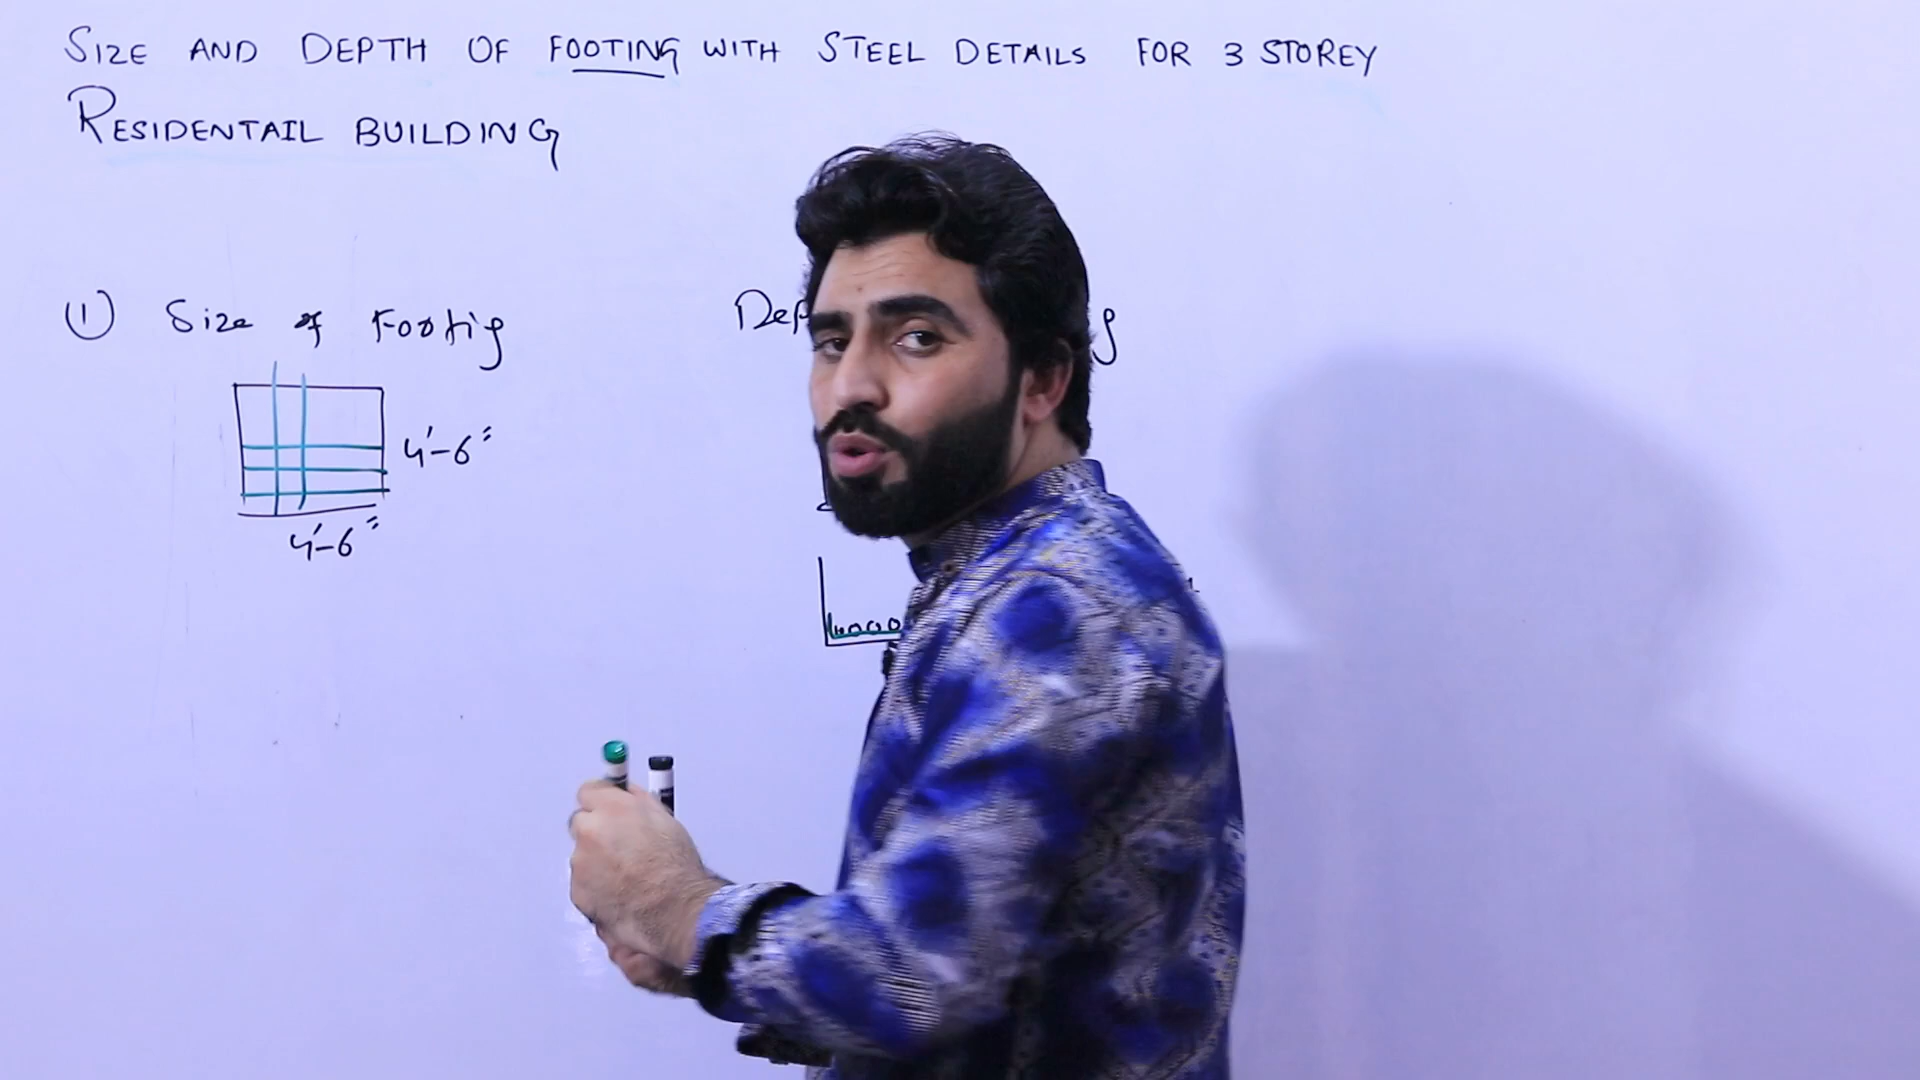 SIZE AND DEPTH OF FOOTING WITH STEEL DETAILS FOR 3 STOREY
RESIDENTAIL BUILDING
① Size of Footig
4'-6"
4'-6"